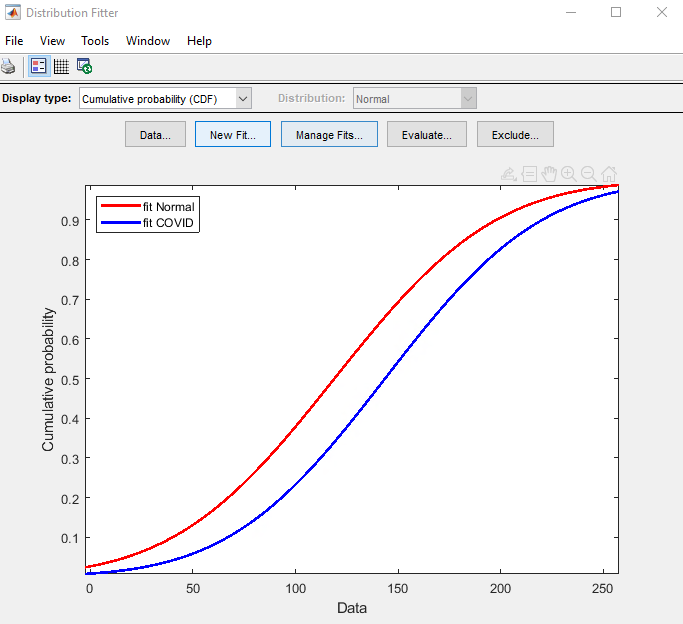 Distribution Fitter
File View Tools Window Help
Display type: Cumulative probability (CDF) Distribution: Normal
Data... New Fit... Manage Fits... Evaluate... Exclude...
fit Normal
fit COVID
0.9
0.8
0.7
0.6
0.5
0.4
0.3
0.2
0.1
Cumulative probability
0 50 100 150 200 250
Data